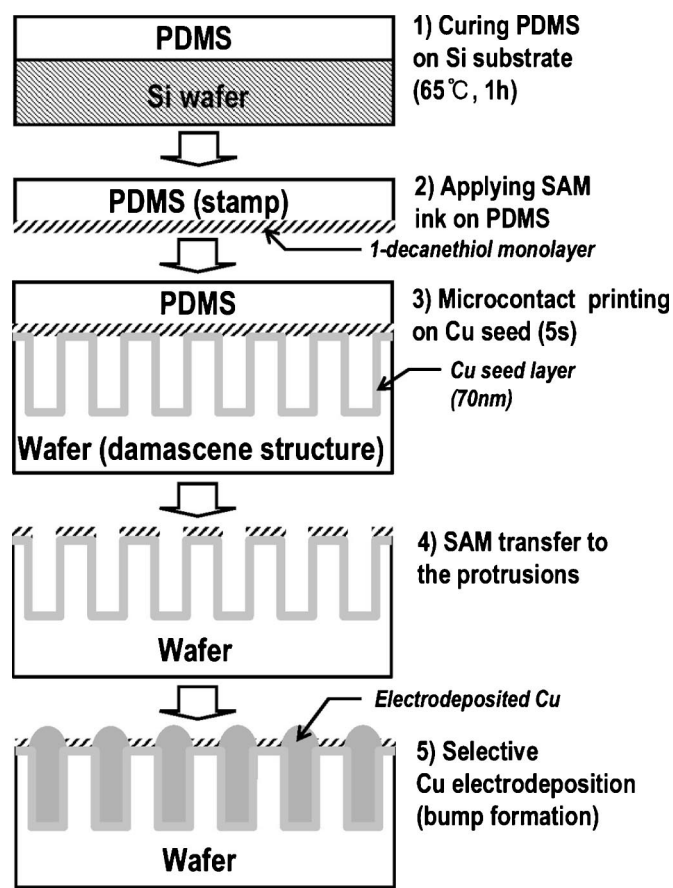 PDMS
Si wafer
1) Curing PDMS
on Si substrate
(65℃, 1h)
PDMS (stamp)
2) Applying SAM
ink on PDMS
1-decanethiol monolayer
PDMS
3) Microcontact printing
on Cu seed (5s)
Cu seed layer
(70nm)
Wafer (damascene structure)
4) SAM transfer to
the protrusions
Wafer
Electrodeposited Cu
5) Selective
Cu electrodeposition
(bump formation)
Wafer